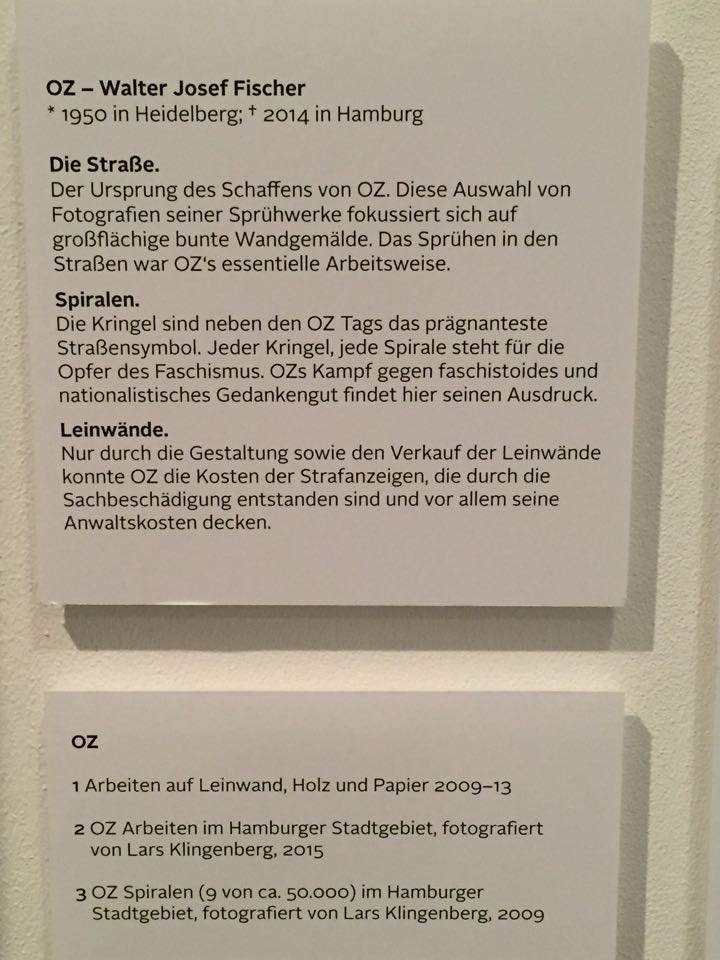 OZ – Walter Josef Fischer
* 1950 in Heidelberg; † 2014 in Hamburg
Die Straße.
Der Ursprung des Schaffens von OZ. Diese Auswahl von
Fotografien seiner Sprühwerke fokussiert sich auf
großflächige bunte Wandgemälde. Das Sprühen in den
Straßen war OZ‘s essentielle Arbeitsweise.
Spiralen.
Die Kringel sind neben den OZ Tags das prägnanteste
Straßensymbol. Jeder Kringel, jede Spirale steht für die
Opfer des Faschismus. OZs Kampf gegen faschistoides und
nationalistisches Gedankengut findet hier seinen Ausdruck.
Leinwände.
Nur durch die Gestaltung sowie den Verkauf der Leinwände
konnte OZ die Kosten der Strafanzeigen, die durch die
Sachbeschädigung entstanden sind und vor allem seine
Anwaltskosten decken.
OZ
1 Arbeiten auf Leinwand, Holz und Papier 2009–13
2 OZ Arbeiten im Hamburger Stadtgebiet, fotografiert
von Lars Klingenberg, 2015
3 OZ Spiralen (9 von ca. 50.000) im Hamburger
Stadtgebiet, fotografiert von Lars Klingenberg, 2009